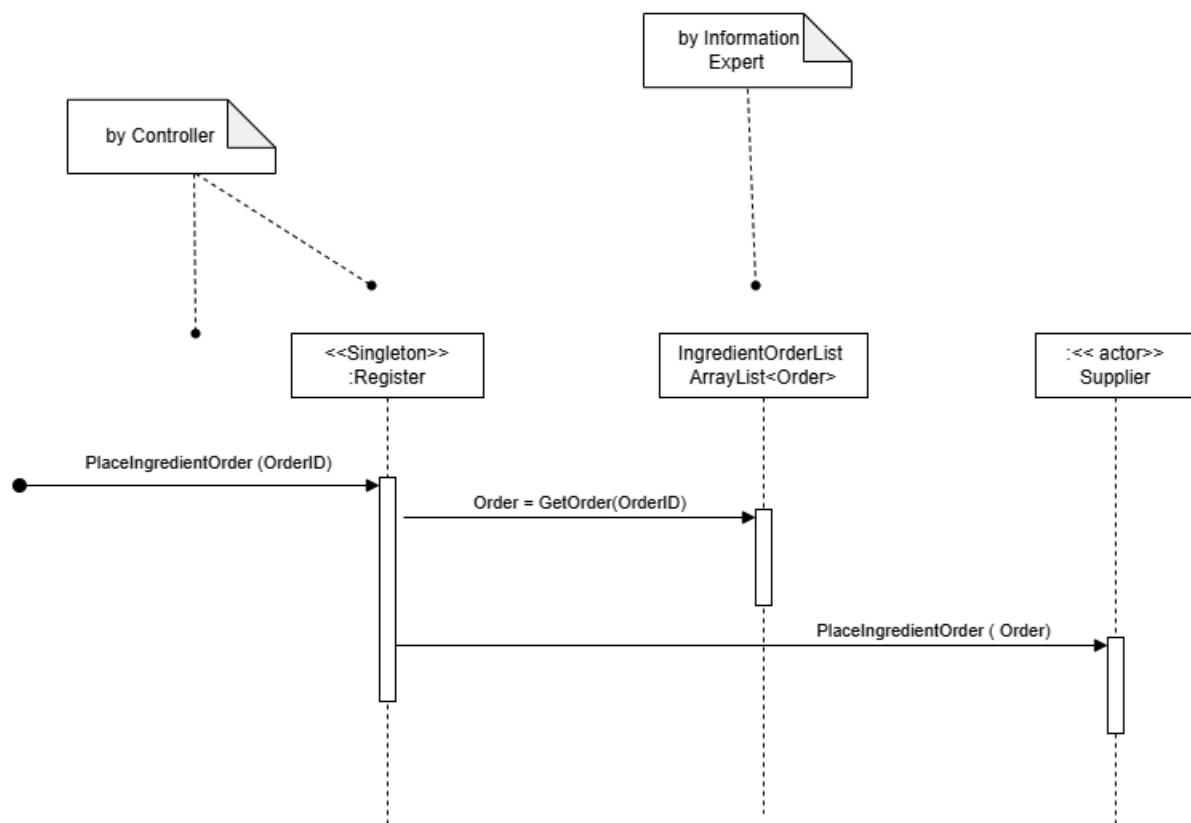 by Information
Expert
by Controller
<<Singleton>>
:Register
IngredientOrderList
ArrayList<Order>
:<< actor>>
Supplier
PlaceIngredientOrder (OrderID)
Order = GetOrder(OrderID)
PlaceIngredientOrder ( Order)